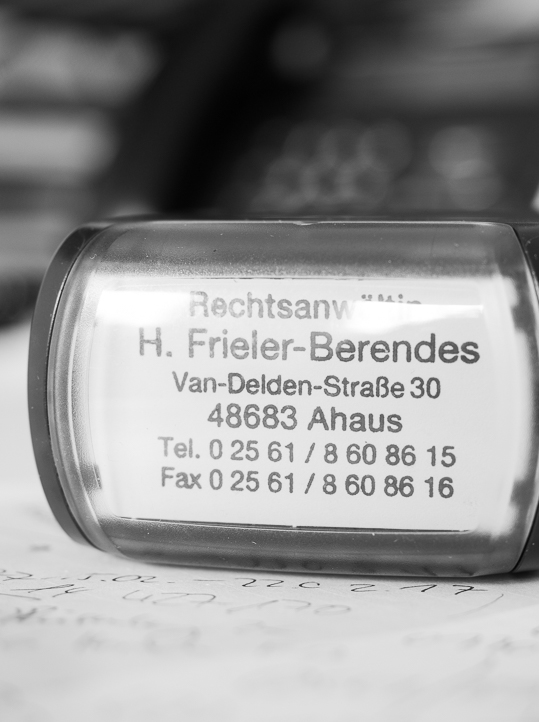 Rechtsanwältin
H. Frieler-Berendes
Van-Delden-Straße 30
48683 Ahaus
Tel. 0 25 61 / 8 60 86 15
Fax 0 25 61 / 8 60 86 16